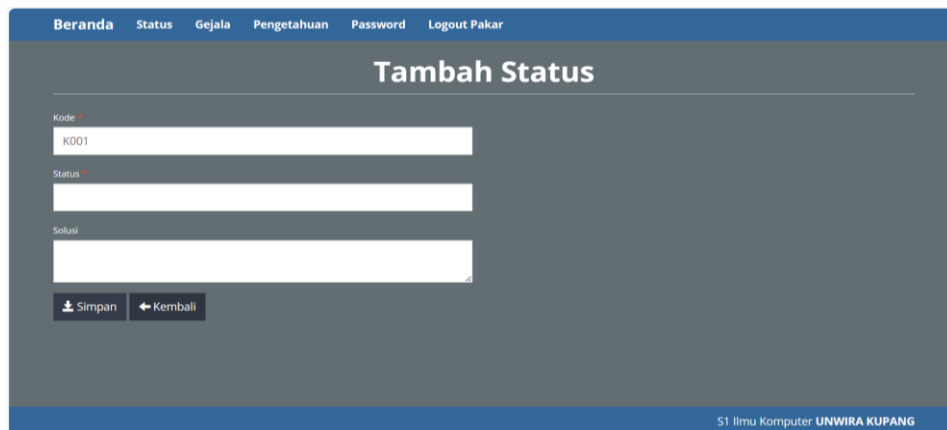 Beranda Status Gejala Pengetahuan Password Logout Pakar
Tambah Status
Kode *
K001
Status *
Solusi
Simpan Kembali
S1 Ilmu Komputer UNWIRA KUPANG